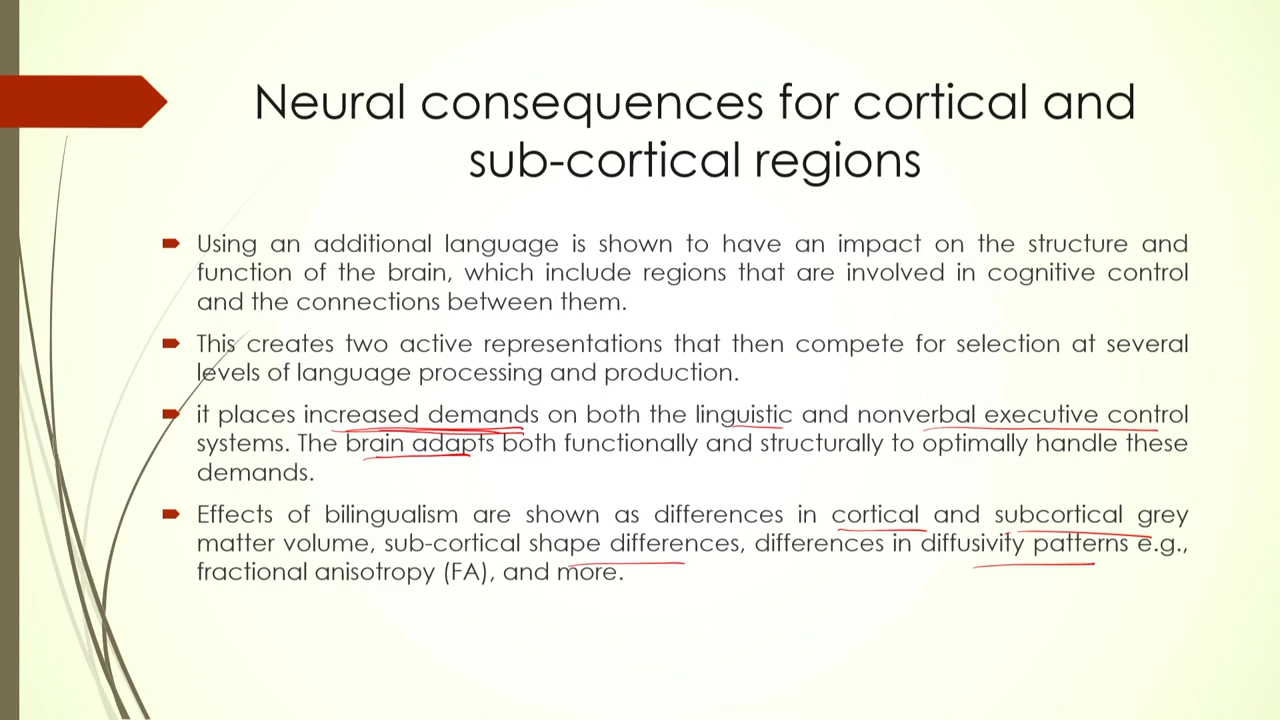 Neural consequences for cortical and
sub-cortical regions
Using an additional language is shown to have an impact on the structure and
function of the brain, which include regions that are involved in cognitive control
and the connections between them.
This creates two active representations that then compete for selection at several
levels of language processing and production.
it places increased demands on both the linguistic and nonverbal executive control
systems. The brain adapts both functionally and structurally to optimally handle these
demands.
Effects of bilingualism are shown as differences in cortical and subcortical grey
matter volume, sub-cortical shape differences, differences in diffusivity patterns e.g.,
fractional anisotropy (FA), and more.